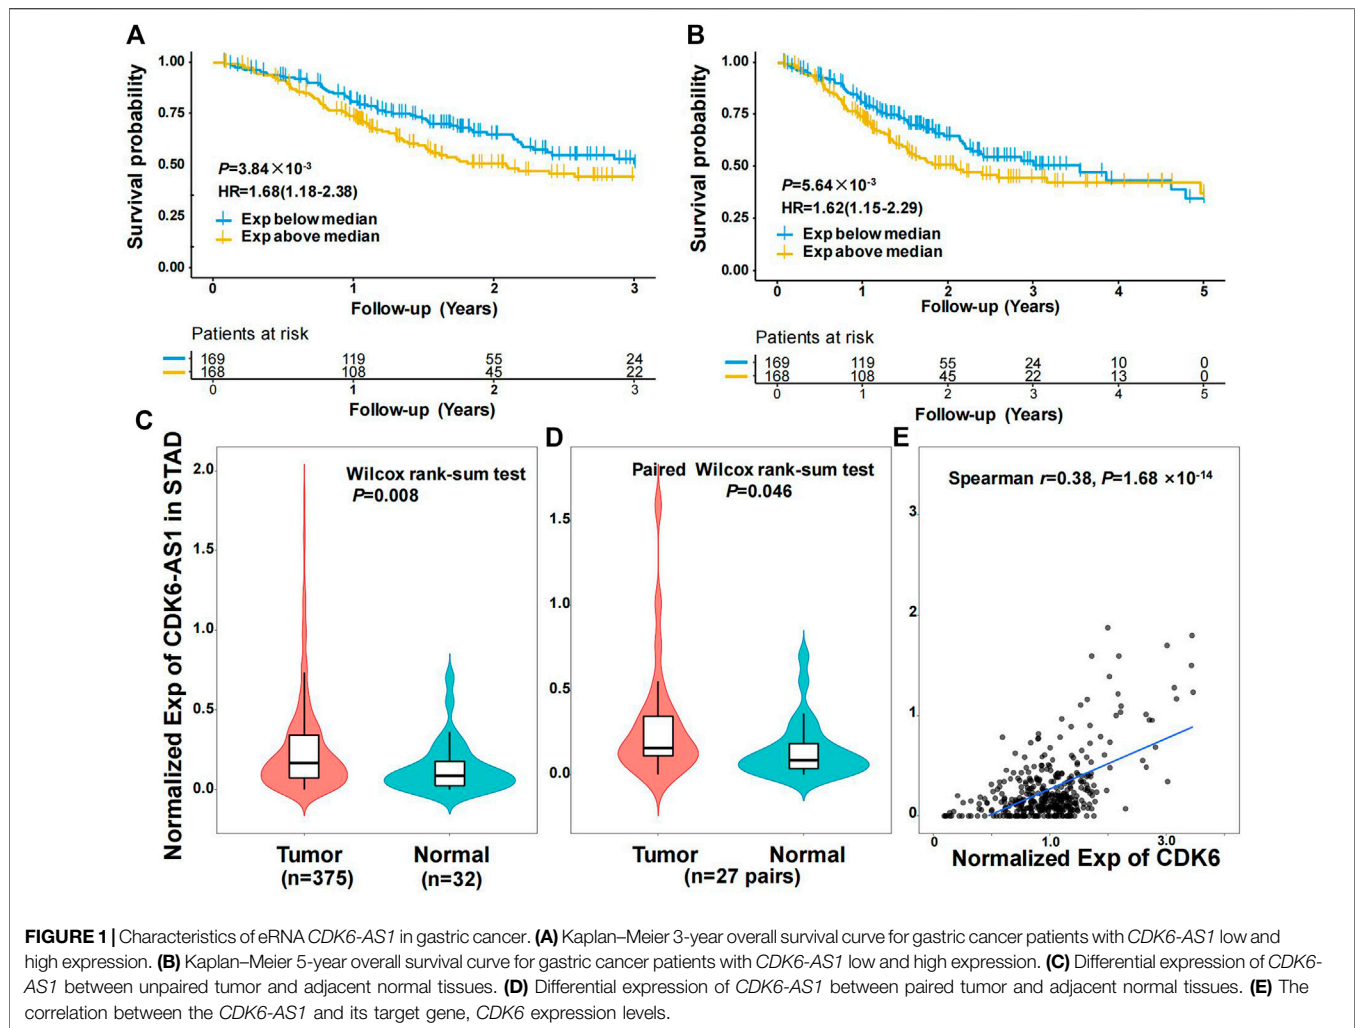 A
Survival probability
1.00
0.75
0.50
0.25
0.00
P=3.84×10-3
HR=1.68(1.18-2.38)
Exp below median
Exp above median
0 1 2 3
Follow-up (Years)
Patients at risk
169 119 55 24
168 108 45 22
0 1 2 3
Follow-up (Years)
B
Survival probability
1.00
0.75
0.50
0.25
0.00
P=5.64×10-3
HR=1.62(1.15-2.29)
Exp below median
Exp above median
0 1 2 3 4 5
Follow-up (Years)
Patients at risk
169 119 55 24 10 0
168 108 45 22 13 0
0 1 2 3 4 5
Follow-up (Years)
C
Normalized Exp of CDK6-AS1 in STAD
2.0
1.5
1.0
0.5
0.0
Wilcox rank-sum test
P=0.008
Tumor Normal
(n=375) (n=32)
D
Paired Wilcox rank-sum test
P=0.046
1.5
1.0
0.5
0.0
Tumor Normal
(n=27 pairs)
E
Spearman r=0.38, P=1.68 ×10-14
3
2
1
0
0 1.0 3.0
Normalized Exp of CDK6
FIGURE 1 | Characteristics of eRNA CDK6-AS1 in gastric cancer. (A) Kaplan–Meier 3-year overall survival curve for gastric cancer patients with CDK6-AS1 low and
high expression. (B) Kaplan–Meier 5-year overall survival curve for gastric cancer patients with CDK6-AS1 low and high expression. (C) Differential expression of CDK6-
AS1 between unpaired tumor and adjacent normal tissues. (D) Differential expression of CDK6-AS1 between paired tumor and adjacent normal tissues. (E) The
correlation between the CDK6-AS1 and its target gene, CDK6 expression levels.